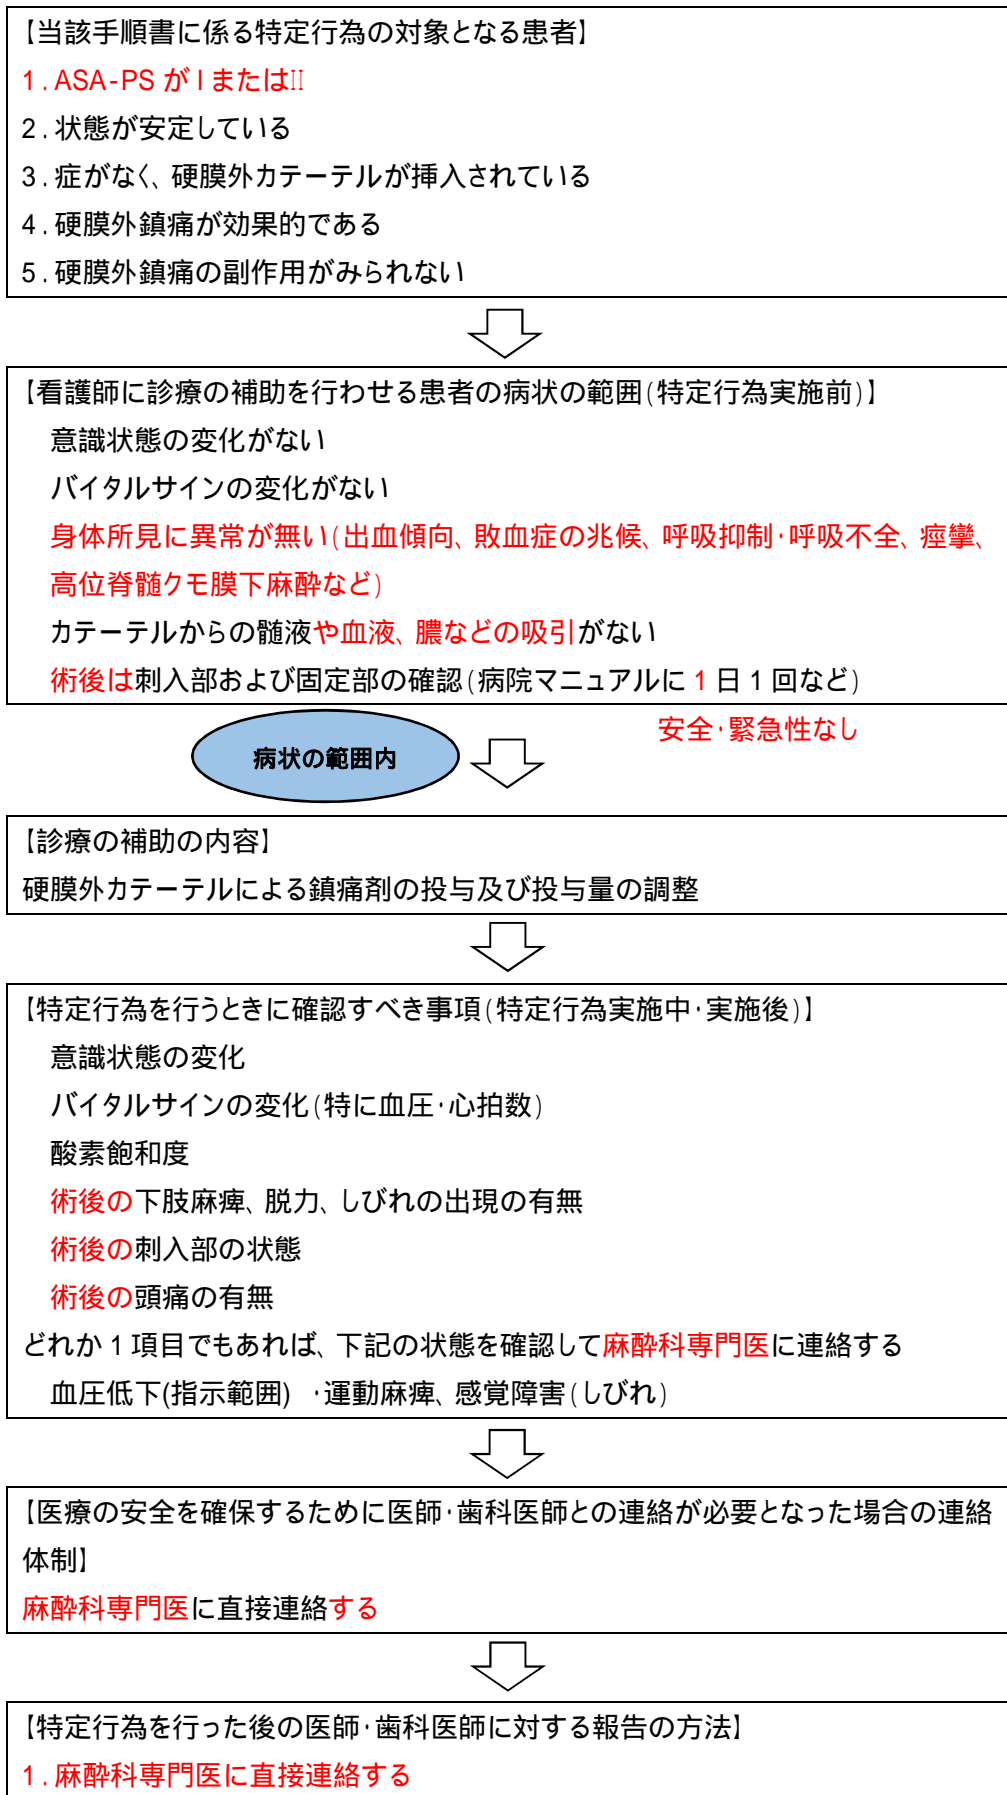 【当該手順書に係る特定行為の対象となる患者】
1．ASA-PS が I または II
2．状態が安定している
3．症がなく、硬膜外カテーテルが挿入されている
4．硬膜外鎮痛が効果的である
5．硬膜外鎮痛の副作用がみられない
【看護師に診療の補助を行わせる患者の病状の範囲(特定行為実施前)】
意識状態の変化がない
バイタルサインの変化がない
身体所見に異常が無い(出血傾向、敗血症の兆候、呼吸抑制・呼吸不全、痙攣、
高位脊髄クモ膜下麻酔など)
カテーテルからの髄液や血液、膿などの吸引がない
術後は刺入部および固定部の確認(病院マニュアルに 1 日 1 回など)
安全・緊急性なし
病状の範囲内
【診療の補助の内容】
硬膜外カテーテルによる鎮痛剤の投与及び投与量の調整
【特定行為を行うときに確認すべき事項(特定行為実施中・実施後)】
意識状態の変化
バイタルサインの変化(特に血圧・心拍数)
酸素飽和度
術後の下肢麻痺、脱力、しびれの出現の有無
術後の刺入部の状態
術後の頭痛の有無
どれか 1 項目でもあれば、下記の状態を確認して麻酔科専門医に連絡する
血圧低下(指示範囲) ・運動麻痺、感覚障害(しびれ)
【医療の安全を確保するために医師・歯科医師との連絡が必要となった場合の連絡
体制】
麻酔科専門医に直接連絡する
【特定行為を行った後の医師・歯科医師に対する報告の方法】
1．麻酔科専門医に直接連絡する